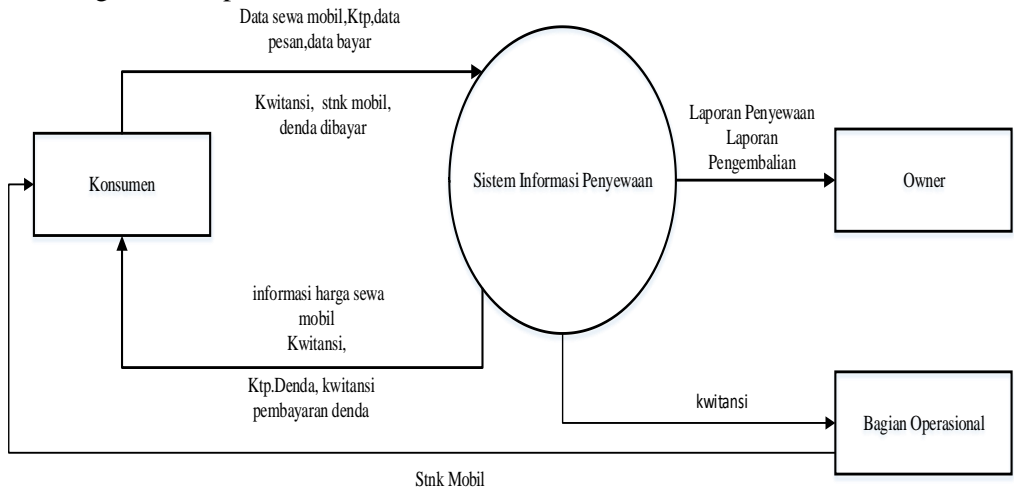 Data sewa mobil,Ktp,data
pesan,data bayar
Kwitansi, stnk mobil,
denda dibayar
Konsumen
Sistem Informasi Penyewaan
Laporan Penyewaan
Laporan
Pengembalian
Owner
informasi harga sewa
mobil
Kwitansi,
Ktp.Denda, kwitansi
pembayaran denda
kwitansi
Bagian Operasional
Stnk Mobil